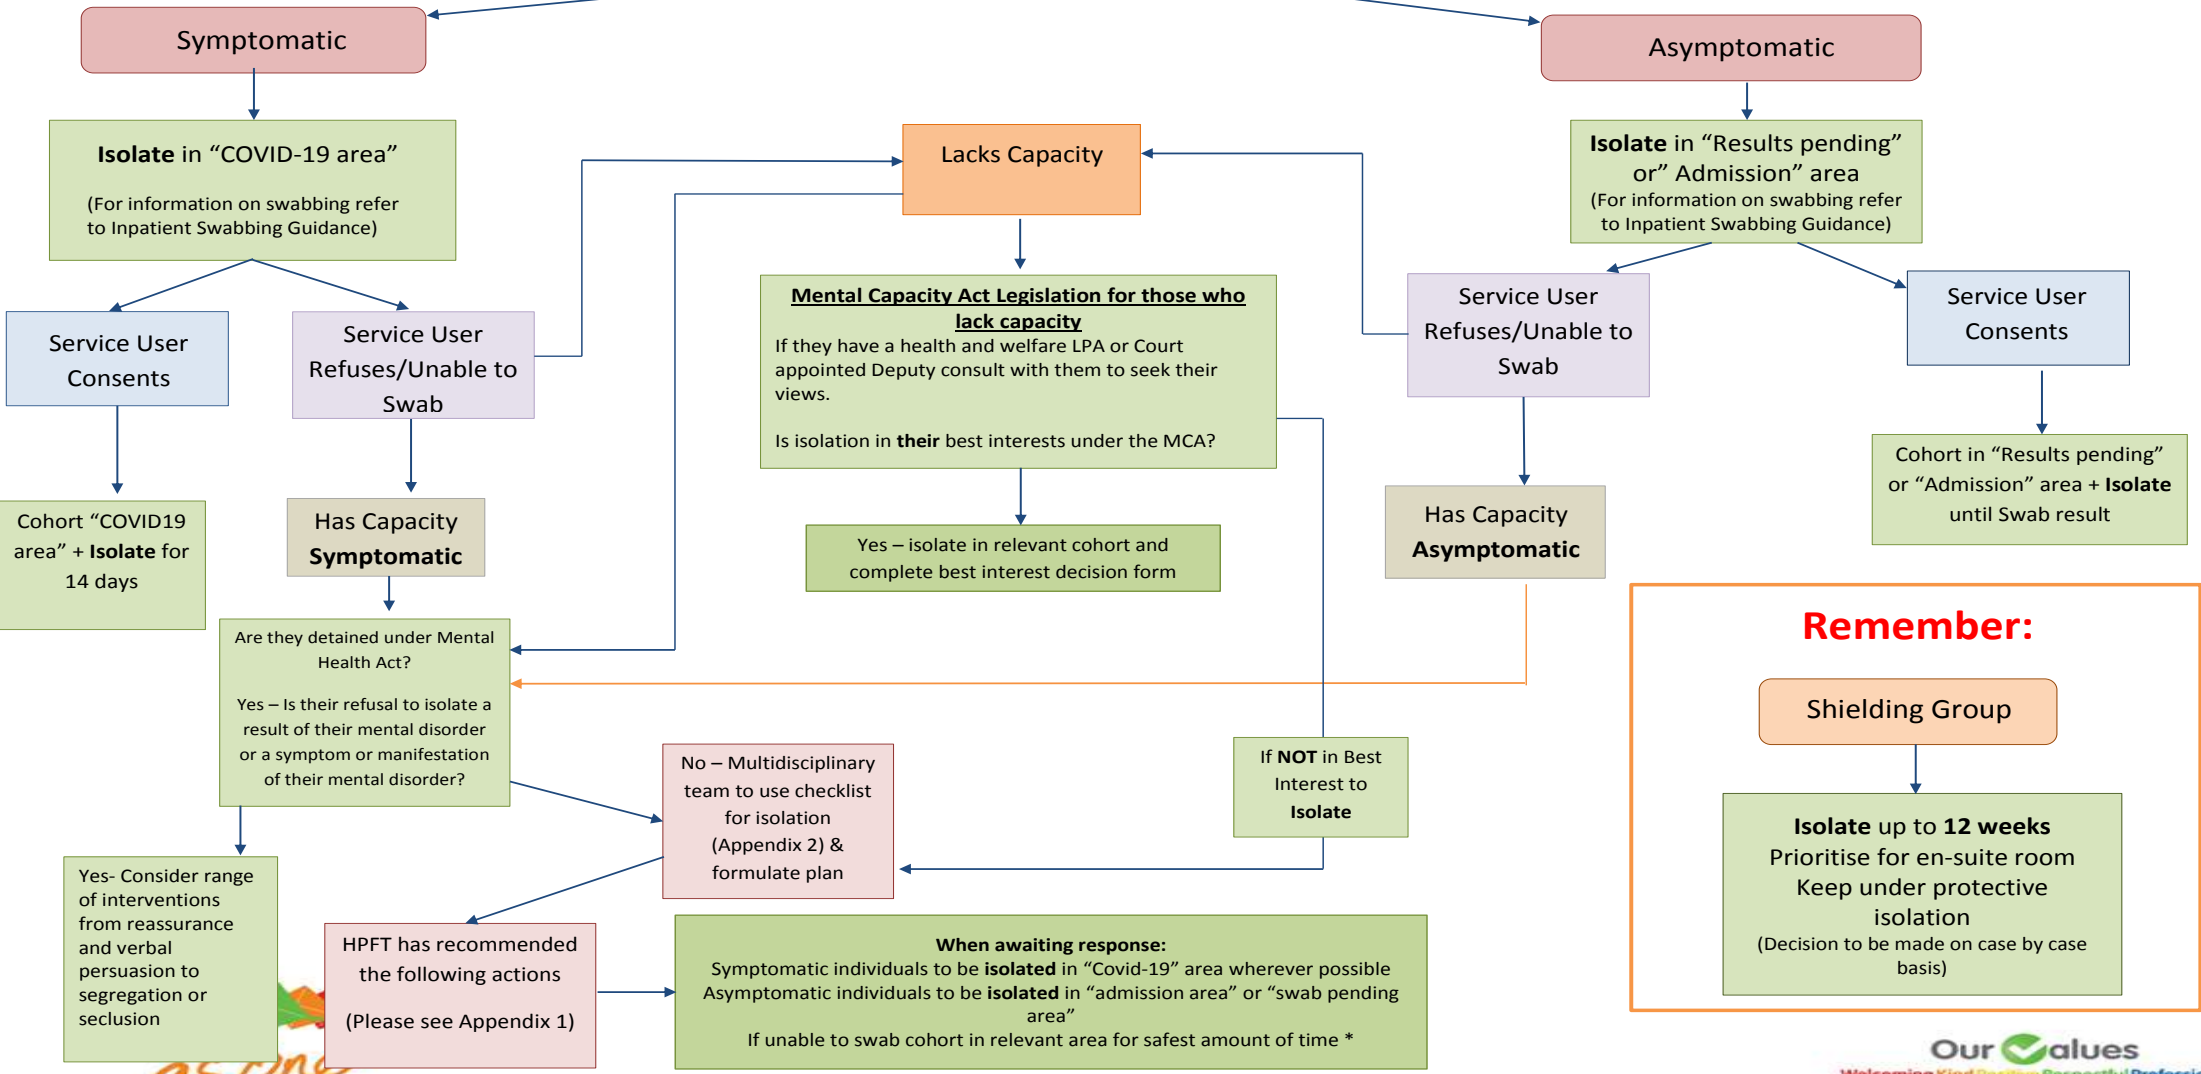 Symptomatic
Asymptomatic
Isolate in “COVID-19 area”
(For information on swabbing refer
to Inpatient Swabbing Guidance)
Lacks Capacity
Isolate in “Results pending”
or” Admission” area
(For information on swabbing refer
to Inpatient Swabbing Guidance)
Service User
Consents
Service User
Refuses/Unable to
Swab
Mental Capacity Act Legislation for those who
lack capacity
If they have a health and welfare LPA or Court
appointed Deputy consult with them to seek their
views.
Is isolation in their best interests under the MCA?
Service User
Refuses/Unable to
Swab
Service User
Consents
Cohort “COVID19
area” + Isolate for
14 days
Has Capacity
Symptomatic
Yes – isolate in relevant cohort and
complete best interest decision form
Has Capacity
Asymptomatic
Cohort in “Results pending”
or “Admission” area + Isolate
until Swab result
Are they detained under Mental
Health Act?
Yes – Is their refusal to isolate a
result of their mental disorder
or a symptom or manifestation
of their mental disorder?
No – Multidisciplinary
team to use checklist
for isolation
(Appendix 2) &
formulate plan
If NOT in Best
Interest to
Isolate
Remember:
Shielding Group
Isolate up to 12 weeks
Prioritise for en-suite room
Keep under protective
isolation
(Decision to be made on case by case
basis)
Yes- Consider range
of interventions
from reassurance
and verbal
persuasion to
segregation or
seclusion
HPFT has recommended
the following actions
(Please see Appendix 1)
When awaiting response:
Symptomatic individuals to be isolated in “Covid-19” area wherever possible
Asymptomatic individuals to be isolated in “admission area” or “swab pending
area”
If unable to swab cohort in relevant area for safest amount of time *
as one
Our Values
Welcoming Kind Positive Respectful